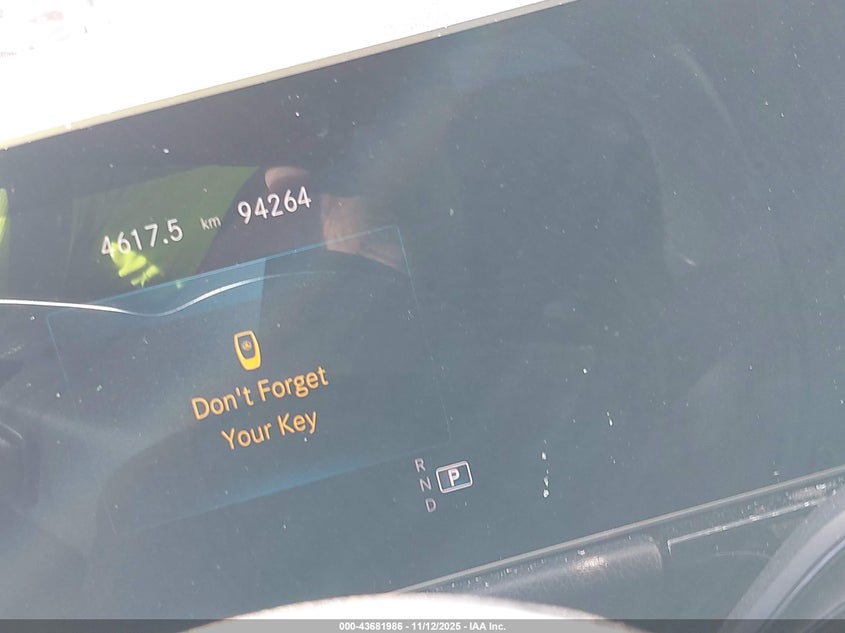 4617.5 km 94264
Don't Forget
Your Key
R
N P
D
000-43681986 - 11/12/2025 - IAA Inc.